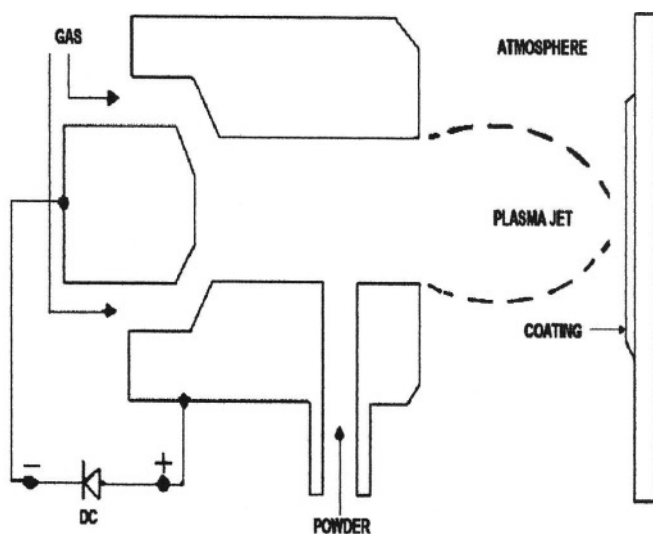 GAS
ATMOSPHERE
PLASMA JET
COATING
− +
DC
POWDER